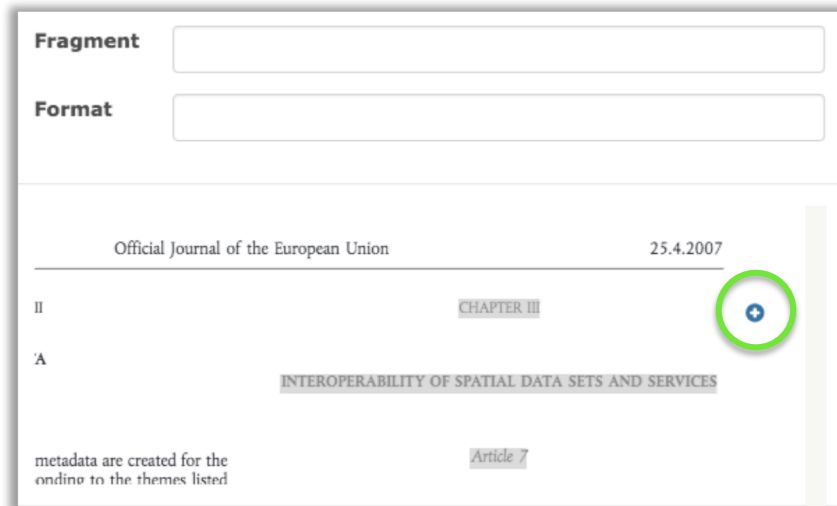 Fragment
Format
Official Journal of the European Union 25.4.2007
II CHAPTER III
TA
INTEROPERABILITY OF SPATIAL DATA SETS AND SERVICES
Article 7
metadata are created for the
onding to the themes listed